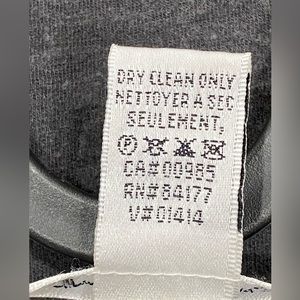 DRY CLEAN ONLY
NETTOYER A SEC
SEULEMENT,
CA#00985
RN#84177
V#01414